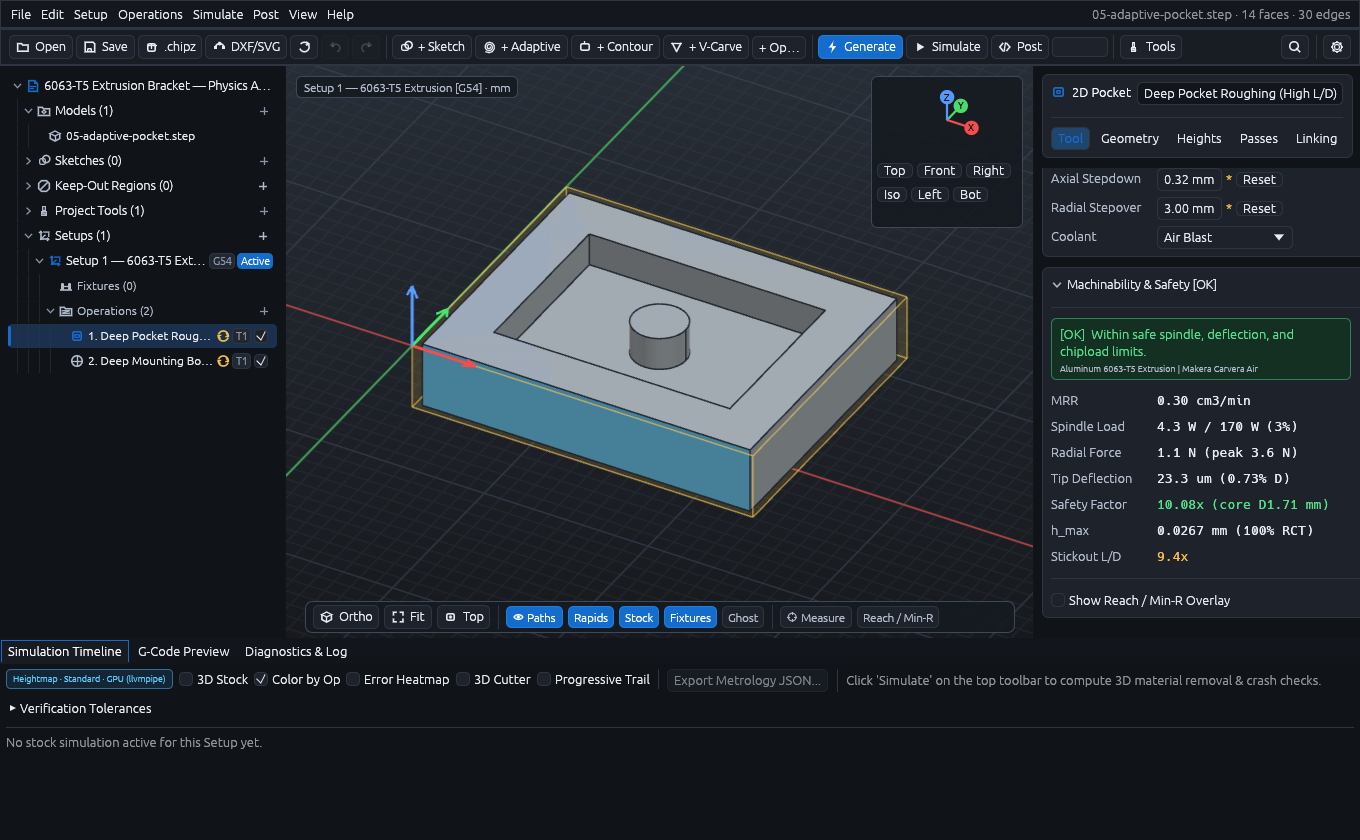 File Edit Setup Operations Simulate Post View Help
05-adaptive-pocket.step · 14 faces · 30 edges
Open Save .chipz DXF/SVG + Sketch + Adaptive + Contour + V-Carve + Op... Generate Simulate Post Tools
6063-T5 Extrusion Bracket — Physics A...
Models (1)
05-adaptive-pocket.step
Sketches (0)
Keep-Out Regions (0)
Project Tools (1)
Setups (1)
Setup 1 — 6063-T5 Ext... G54 Active
Fixtures (0)
Operations (2)
1. Deep Pocket Roug... T1
2. Deep Mounting Bo... T1
Setup 1 — 6063-T5 Extrusion [G54] · mm
Z
Y
X
Top Front Right
Iso Left Bot
Ortho Fit Top Paths Rapids Stock Fixtures Ghost Measure Reach / Min-R
2D Pocket Deep Pocket Roughing (High L/D)
Tool Geometry Heights Passes Linking
Axial Stepdown 0.32 mm * Reset
Radial Stepover 3.00 mm * Reset
Coolant Air Blast
Machinability & Safety [OK]
[OK] Within safe spindle, deflection, and
chipload limits.
Aluminum 6063-T5 Extrusion | Makera Carvera Air
MRR 0.30 cm3/min
Spindle Load 4.3 W / 170 W (3%)
Radial Force 1.1 N (peak 3.6 N)
Tip Deflection 23.3 um (0.73% D)
Safety Factor 10.08x (core D1.71 mm)
h_max 0.0267 mm (100% RCT)
Stickout L/D 9.4x
Show Reach / Min-R Overlay
Simulation Timeline G-Code Preview Diagnostics & Log
Heightmap · Standard · GPU (llvmpipe) 3D Stock Color by Op Error Heatmap 3D Cutter Progressive Trail Export Metrology JSON... Click 'Simulate' on the top toolbar to compute 3D material removal & crash checks.
Verification Tolerances
No stock simulation active for this Setup yet.